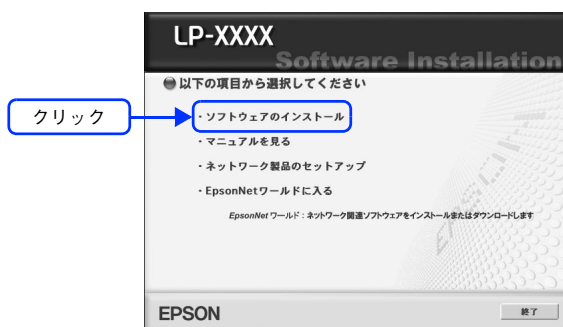 LP-XXXX
Software Installation
以下の項目から選択してください
クリック
・ソフトウェアのインストール
・マニュアルを見る
・ネットワーク製品のセットアップ
・EpsonNetワールドに入る
EpsonNet ワールド：ネットワーク関連ソフトウェアをインストールまたはダウンロードします
EPSON
EPSON
終了